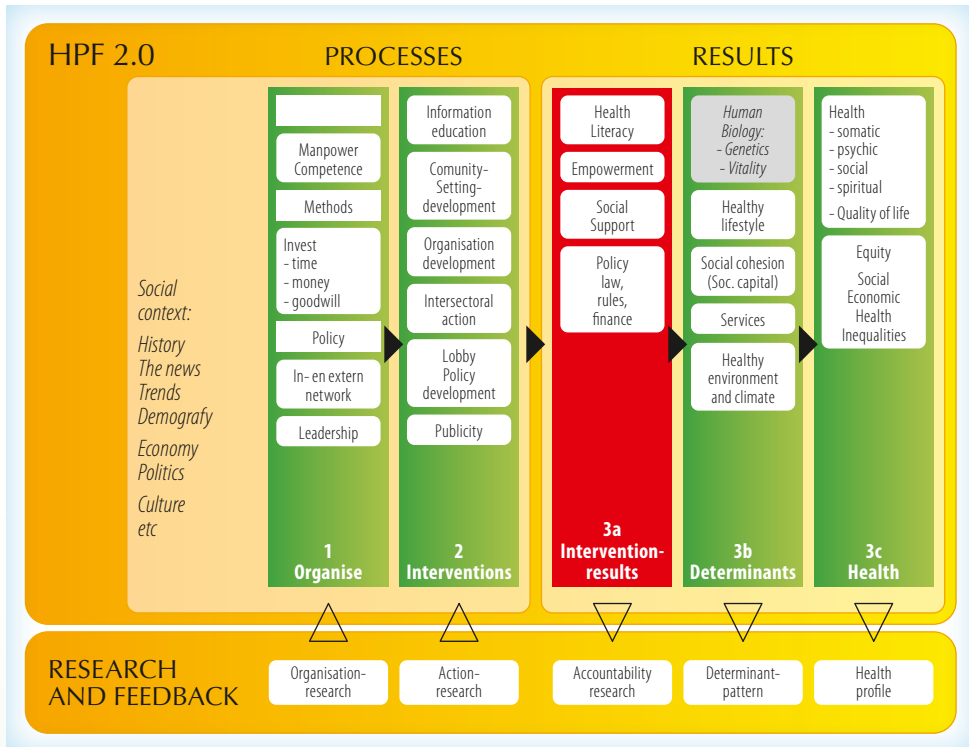 HPF 2.0
PROCESSES
RESULTS
Social
context:
History
The news
Trends
Demografy
Economy
Politics
Culture
etc
Manpower
Competence
Methods
Invest
- time
- money
- goodwill
Policy
In- en extern
network
Leadership
1
Organise
Information
education
Comunity-
Setting-
development
Organisation
development
Intersectoral
action
Lobby
Policy
development
Publicity
2
Interventions
Health
Literacy
Empowerment
Social
Support
Policy
law,
rules,
finance
3a
Intervention-
results
Human
Biology:
- Genetics
- Vitality
Healthy
lifestyle
Social cohesion
(Soc. capital)
Services
Healthy
environment
and climate
3b
Determinants
Health
- somatic
- psychic
- social
- spiritual
- Quality of life
Equity
Social
Economic
Health
Inequalities
3c
Health
RESEARCH
AND FEEDBACK
Organisation-
research
Action-
research
Accountability
research
Determinant-
pattern
Health
profile